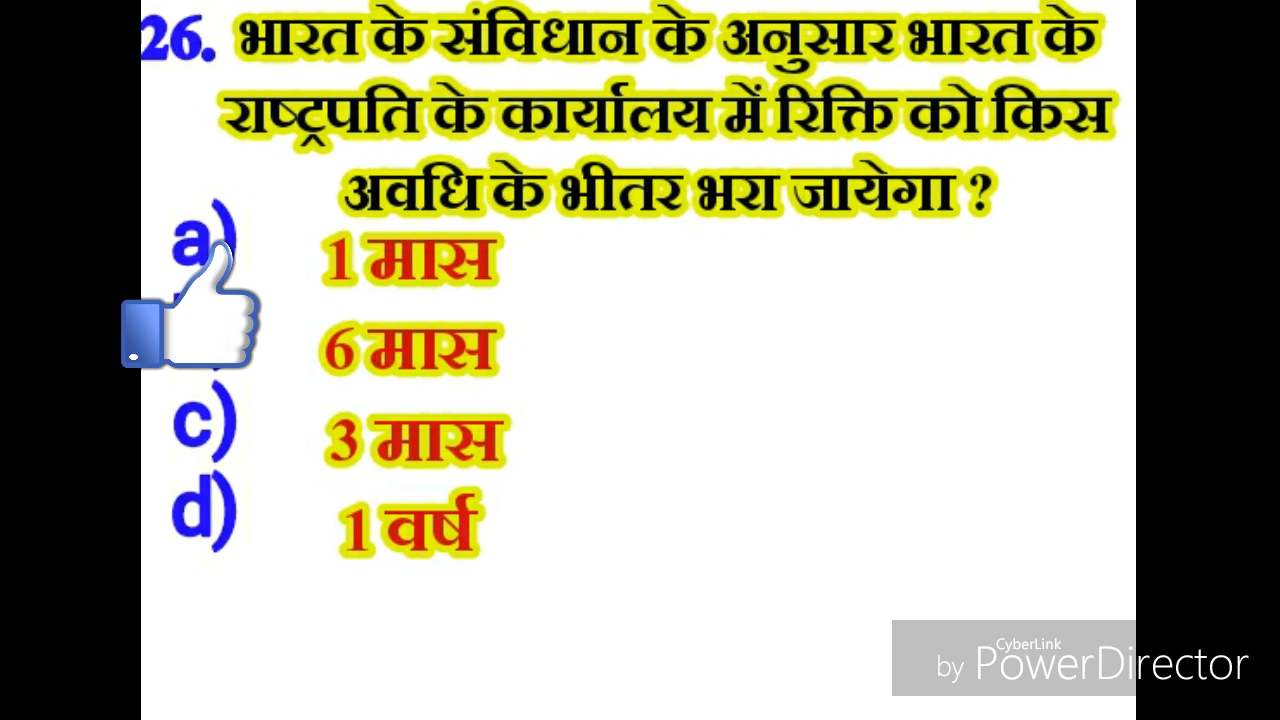 26. भारत के संविधान के अनुसार भारत के
राष्ट्रपति के कार्यालय में रिक्ति को किस
अवधि के भीतर भरा जायेगा ?
a) 1 मास
6 मास
c) 3 मास
d) 1 वर्ष
CyberLink
by PowerDirector